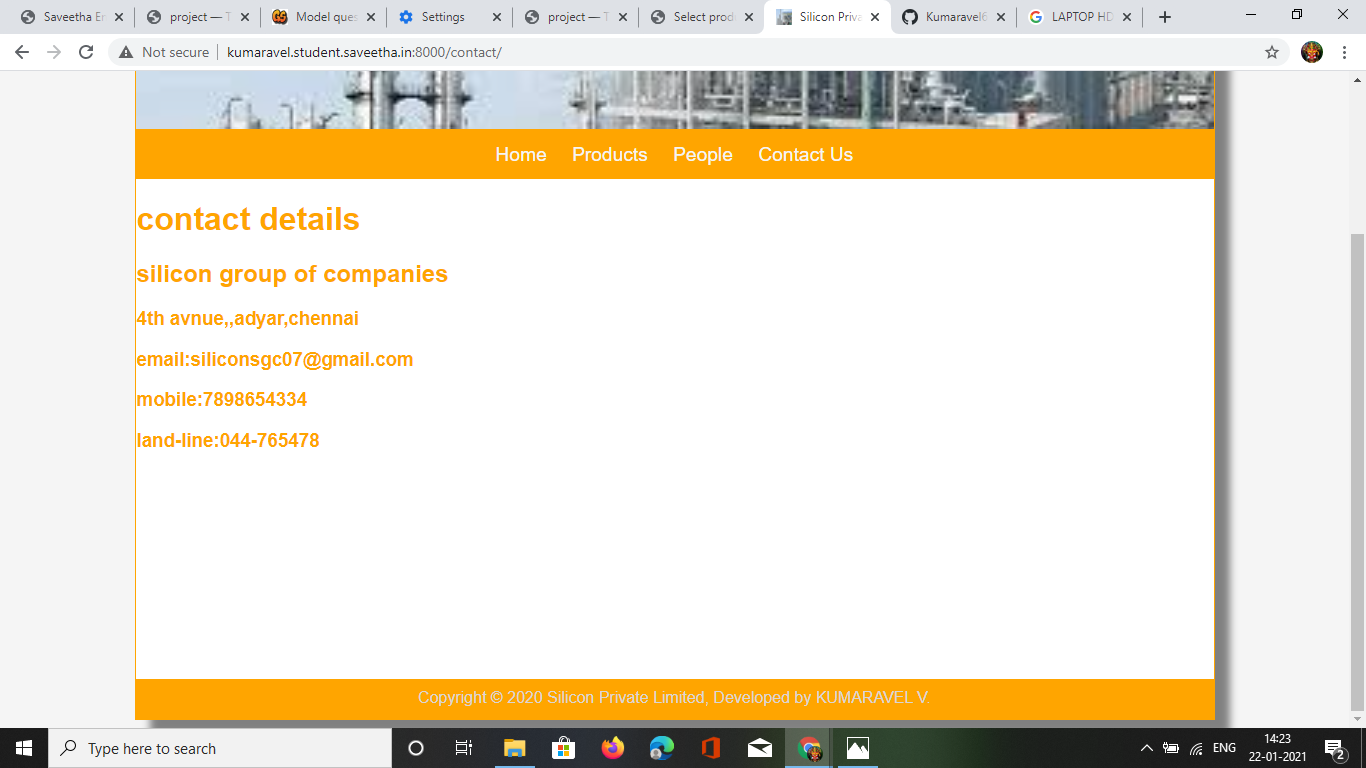 Saveetha En
project — T
Model ques
Settings
project — T
Select produ
Silicon Priva
Kumaravel6
LAPTOP HD
Not secure
kumaravel.student.saveetha.in:8000/contact/
Home Products People Contact Us
contact details
silicon group of companies
4th avnue,,adyar,chennai
email:siliconsgc07@gmail.com
mobile:7898654334
land-line:044-765478
Copyright © 2020 Silicon Private Limited, Developed by KUMARAVEL V.
Type here to search
ENG
14:23
22-01-2021
2